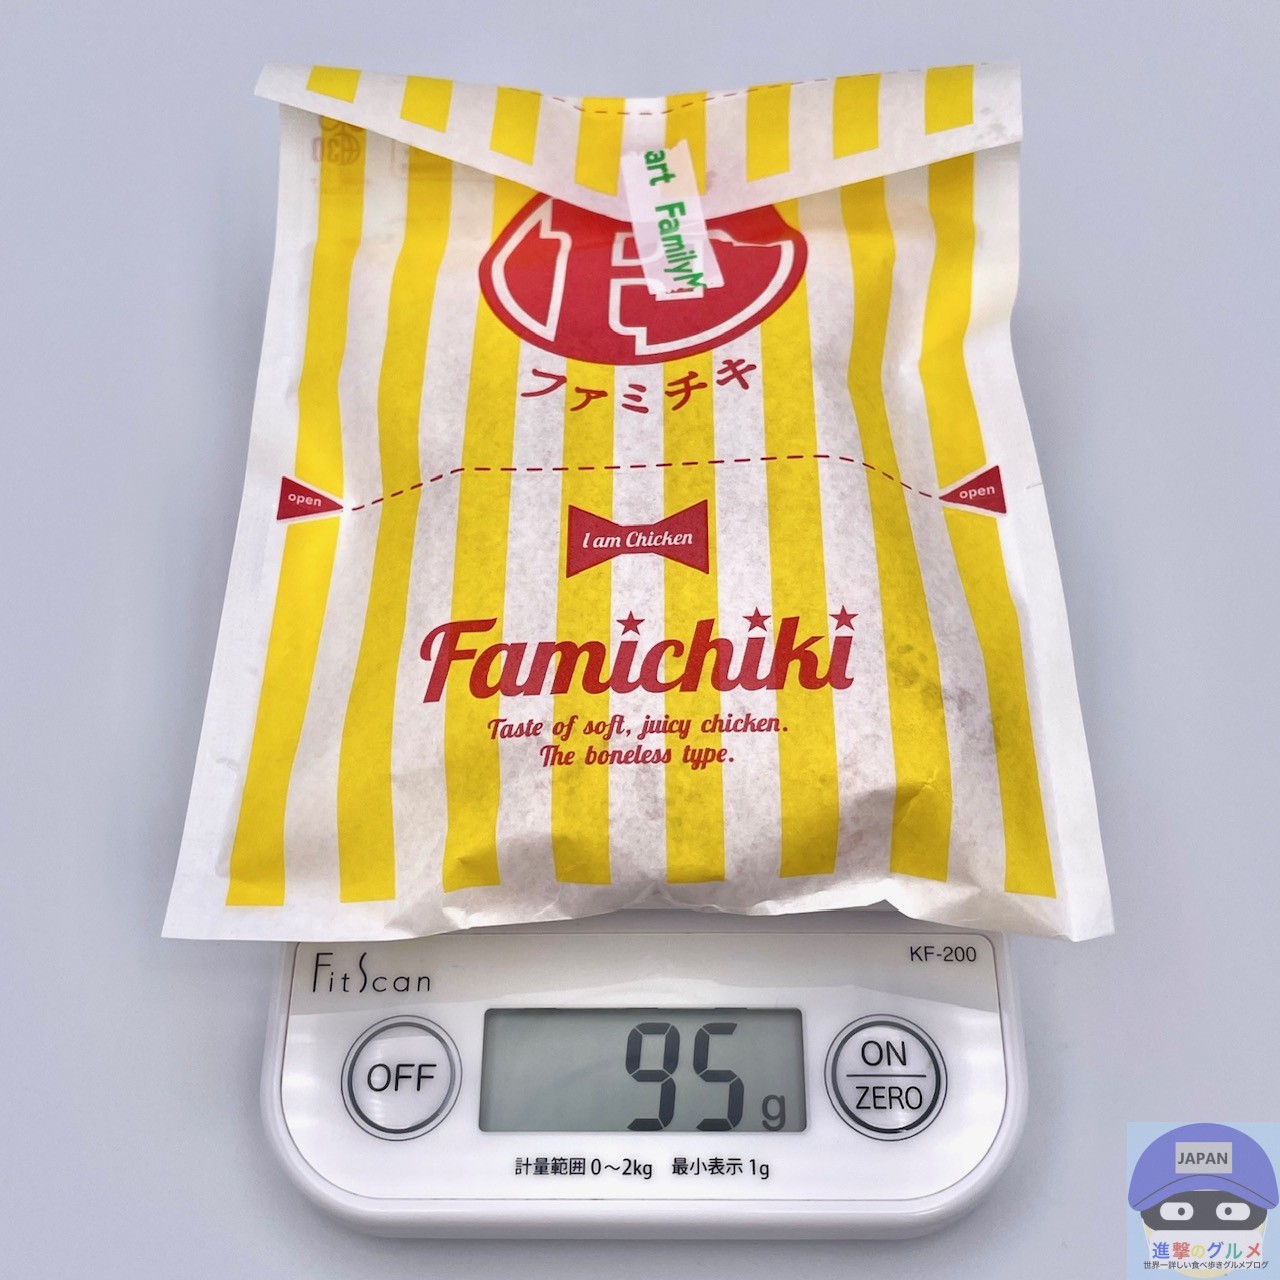 art FamilyM
ファミチキ
open
open
I am Chicken
Famichiki
Taste of soft, juicy chicken.
The boneless type.
FitScan
KF-200
OFF
95 g
ON
ZERO
計量範囲 0～2kg 最小表示 1g
JAPAN
進撃のグルメ
世界一詳しい食べ歩きグルメブログ